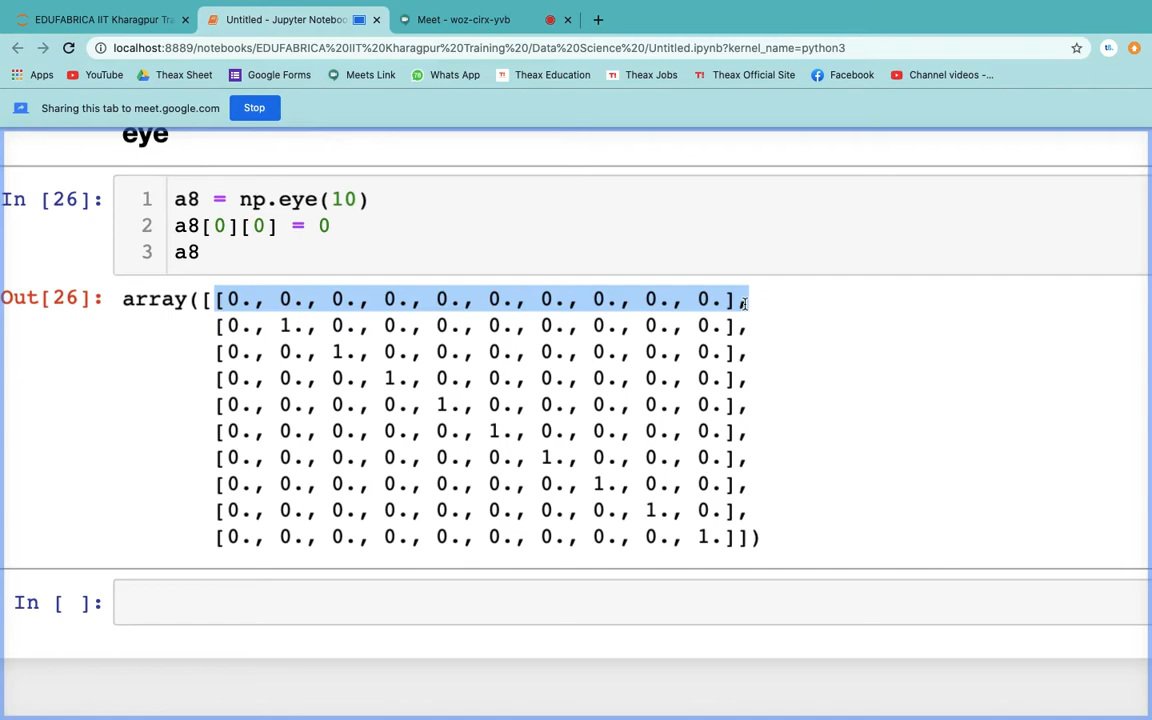 EDUFABRICA IIT Kharagpur Tra
Untitled - Jupyter Noteboo
Meet - woz-cirx-yvb
localhost:8889/notebooks/EDUFABRICA%20IIT%20Kharagpur%20Training%20/Data%20Science%20/Untitled.ipynb?kernel_name=python3
Apps YouTube Theax Sheet Google Forms Meets Link Whats App Theax Education Theax Jobs Theax Official Site Facebook Channel videos -...
Sharing this tab to meet.google.com Stop
eye
In [26]: 1 a8 = np.eye(10)
2 a8[0][0] = 0
3 a8
Out[26]: array([[0., 0., 0., 0., 0., 0., 0., 0., 0., 0.],
[0., 1., 0., 0., 0., 0., 0., 0., 0., 0.],
[0., 0., 1., 0., 0., 0., 0., 0., 0., 0.],
[0., 0., 0., 1., 0., 0., 0., 0., 0., 0.],
[0., 0., 0., 0., 1., 0., 0., 0., 0., 0.],
[0., 0., 0., 0., 0., 1., 0., 0., 0., 0.],
[0., 0., 0., 0., 0., 0., 1., 0., 0., 0.],
[0., 0., 0., 0., 0., 0., 0., 1., 0., 0.],
[0., 0., 0., 0., 0., 0., 0., 0., 1., 0.],
[0., 0., 0., 0., 0., 0., 0., 0., 0., 1.]])
In [ ]: